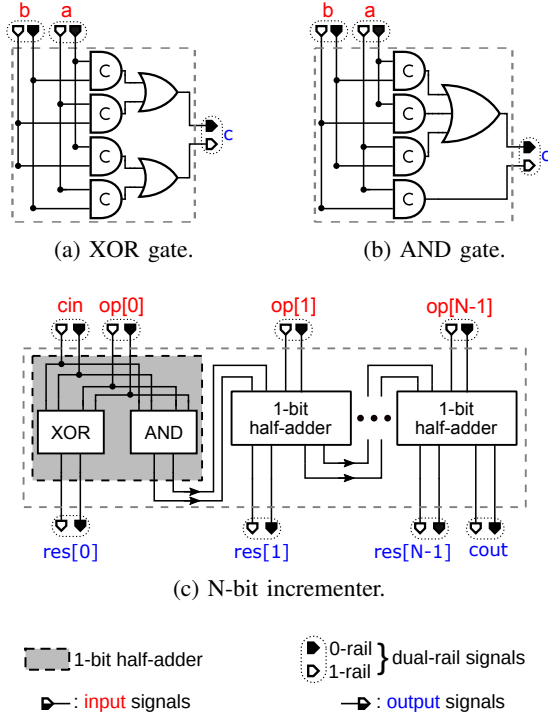 b a b a
C C
C C
c c
C C
C C
(a) XOR gate. (b) AND gate.
cin op[0] op[1] op[N-1]
XOR AND 1-bit half-adder 1-bit half-adder
res[0] res[1] res[N-1] cout
(c) N-bit incrementer.
1-bit half-adder 0-rail 1-rail dual-rail signals
: input signals : output signals